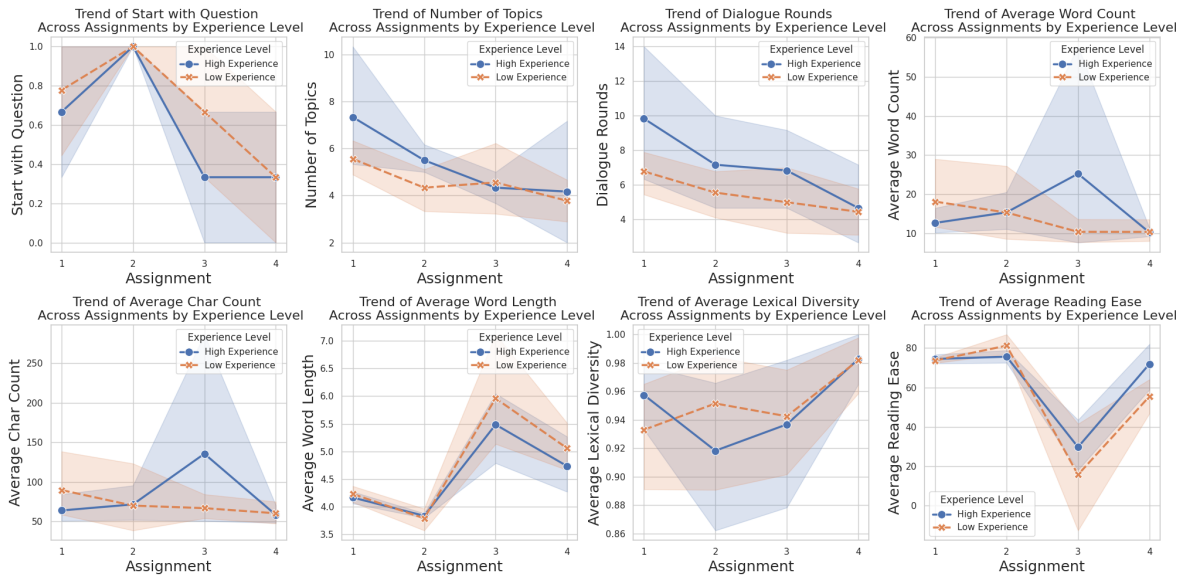 Trend of Start with Question
Across Assignments by Experience Level
Start with Question
1.0
0.8
0.6
0.4
0.2
0.0
Experience Level
High Experience
Low Experience
1 2 3 4
Assignment
Trend of Number of Topics
Across Assignments by Experience Level
Number of Topics
10
8
6
4
2
Experience Level
High Experience
Low Experience
1 2 3 4
Assignment
Trend of Dialogue Rounds
Across Assignments by Experience Level
Dialogue Rounds
14
12
10
8
6
4
Experience Level
High Experience
Low Experience
1 2 3 4
Assignment
Trend of Average Word Count
Across Assignments by Experience Level
Average Word Count
60
50
40
30
20
10
Experience Level
High Experience
Low Experience
1 2 3 4
Assignment
Trend of Average Char Count
Across Assignments by Experience Level
Average Char Count
250
200
150
100
50
Experience Level
High Experience
Low Experience
1 2 3 4
Assignment
Trend of Average Word Length
Across Assignments by Experience Level
Average Word Length
7.0
6.5
6.0
5.5
5.0
4.5
4.0
3.5
Experience Level
High Experience
Low Experience
1 2 3 4
Assignment
Trend of Average Lexical Diversity
Across Assignments by Experience Level
Average Lexical Diversity
1.00
0.98
0.96
0.94
0.92
0.90
0.88
0.86
Experience Level
High Experience
Low Experience
1 2 3 4
Assignment
Trend of Average Reading Ease
Across Assignments by Experience Level
Average Reading Ease
80
60
40
20
0
Experience Level
High Experience
Low Experience
1 2 3 4
Assignment